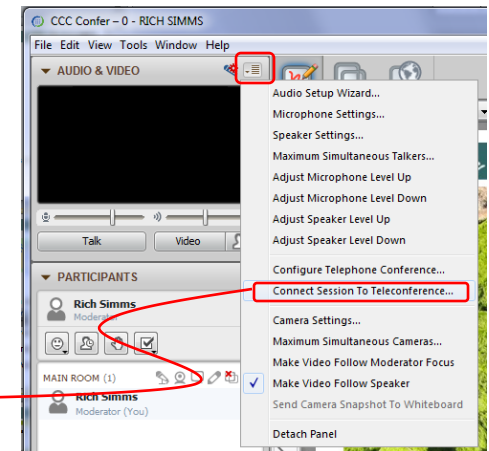 CCC Confer – 0 - RICH SIMMS
File Edit View Tools Window Help
AUDIO & VIDEO
Talk
Video
PARTICIPANTS
Rich Simms
Moderator
MAIN ROOM (1)
Rich Simms
Moderator (You)
Audio Setup Wizard...
Microphone Settings...
Speaker Settings...
Maximum Simultaneous Talkers...
Adjust Microphone Level Up
Adjust Microphone Level Down
Adjust Speaker Level Up
Adjust Speaker Level Down
Configure Telephone Conference...
Connect Session To Teleconference...
Camera Settings...
Maximum Simultaneous Cameras...
Make Video Follow Moderator Focus
Make Video Follow Speaker
Send Camera Snapshot To Whiteboard
Detach Panel